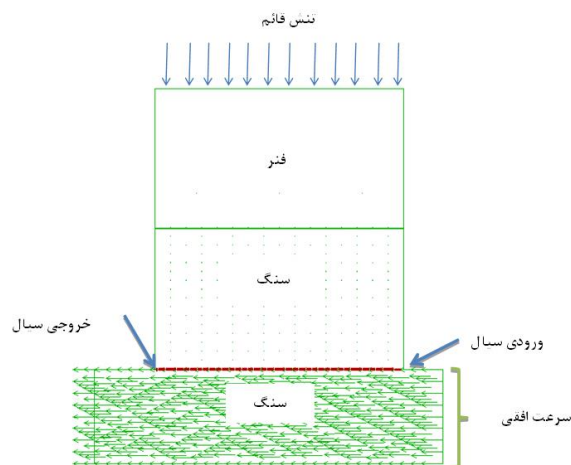 تنش قائم
فنر
سنگ
خروجی سیال
ورودی سیال
سنگ
سرعت افقی